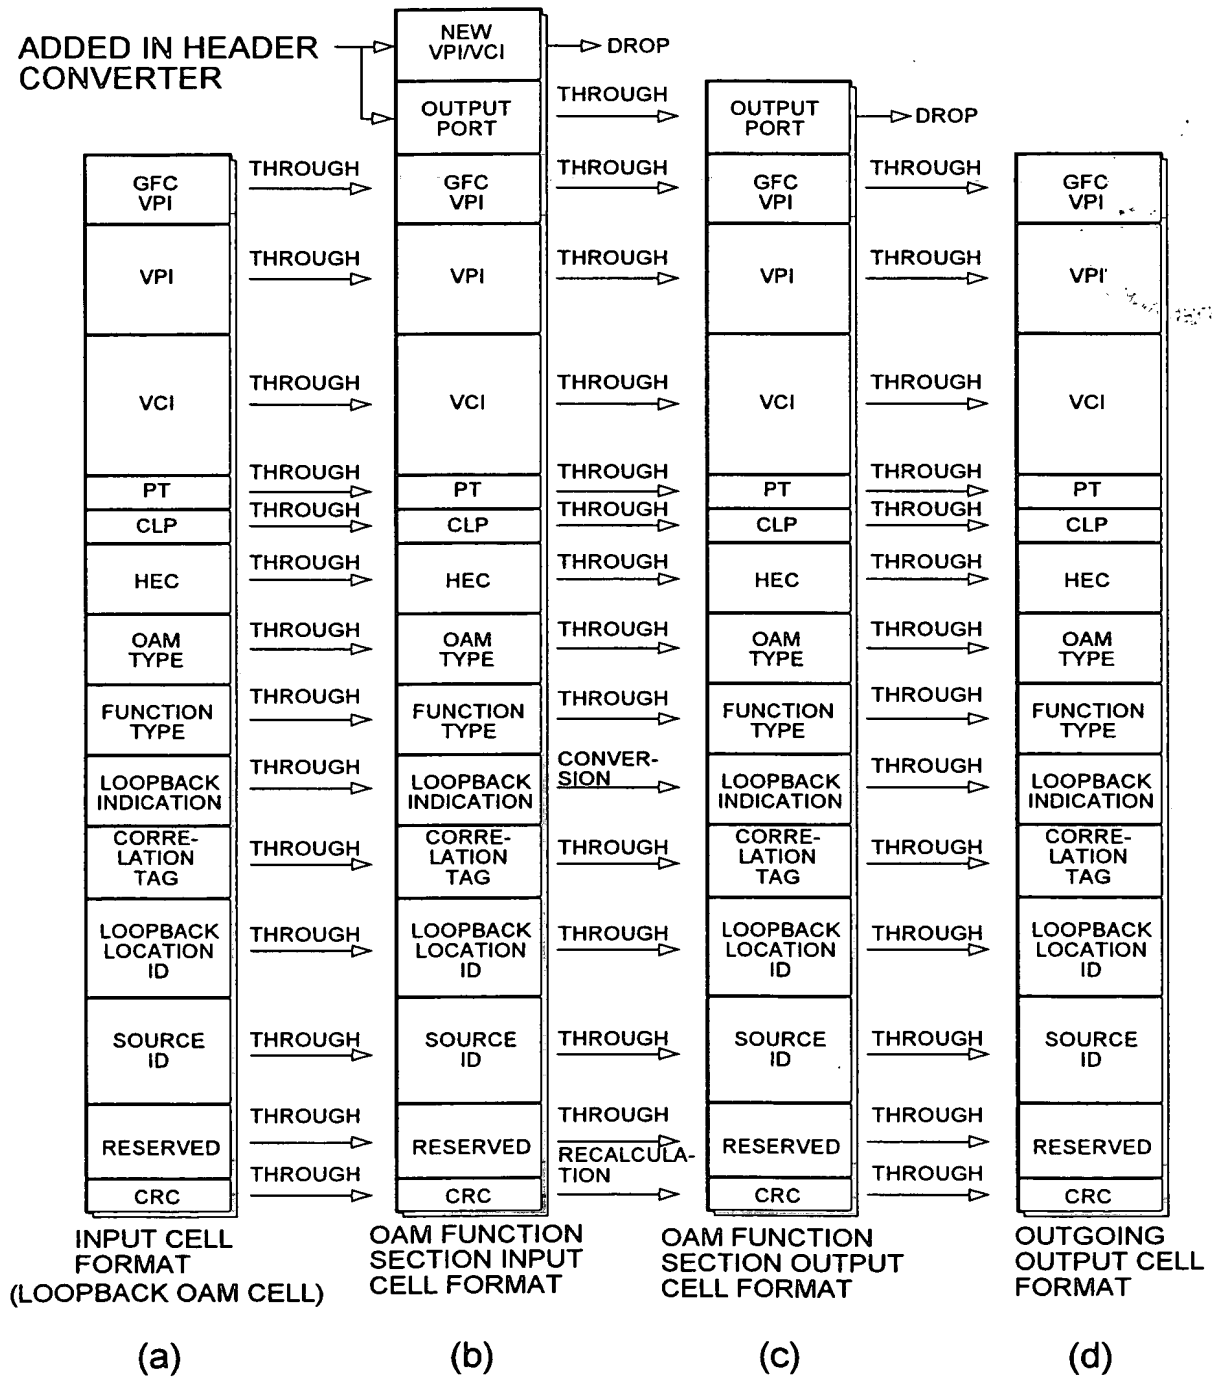 ADDED IN HEADER
CONVERTER
NEW
VPI/VCI
DROP
OUTPUT
PORT
THROUGH
OUTPUT
PORT
DROP
GFC
VPI
THROUGH
GFC
VPI
THROUGH
GFC
VPI
THROUGH
GFC
VPI
VPI
THROUGH
VPI
THROUGH
VPI
THROUGH
VPI
VCI
THROUGH
VCI
THROUGH
VCI
THROUGH
VCI
PT
THROUGH
PT
THROUGH
PT
THROUGH
PT
CLP
THROUGH
CLP
THROUGH
CLP
THROUGH
CLP
HEC
THROUGH
HEC
THROUGH
HEC
THROUGH
HEC
OAM
TYPE
THROUGH
OAM
TYPE
THROUGH
OAM
TYPE
THROUGH
OAM
TYPE
FUNCTION
TYPE
THROUGH
FUNCTION
TYPE
THROUGH
FUNCTION
TYPE
THROUGH
FUNCTION
TYPE
LOOPBACK
INDICATION
THROUGH
LOOPBACK
INDICATION
CONVER-
SION
LOOPBACK
INDICATION
THROUGH
LOOPBACK
INDICATION
CORRE-
LATION
TAG
THROUGH
CORRE-
LATION
TAG
THROUGH
CORRE-
LATION
TAG
THROUGH
CORRE-
LATION
TAG
LOOPBACK
LOCATION
ID
THROUGH
LOOPBACK
LOCATION
ID
THROUGH
LOOPBACK
LOCATION
ID
THROUGH
LOOPBACK
LOCATION
ID
SOURCE
ID
THROUGH
SOURCE
ID
THROUGH
SOURCE
ID
THROUGH
SOURCE
ID
RESERVED
THROUGH
RESERVED
THROUGH
RESERVED
THROUGH
RESERVED
CRC
THROUGH
CRC
RECALCULA-
TION
CRC
THROUGH
CRC
INPUT CELL
FORMAT
(LOOPBACK OAM CELL)
OAM FUNCTION
SECTION INPUT
CELL FORMAT
OAM FUNCTION
SECTION OUTPUT
CELL FORMAT
OUTGOING
OUTPUT CELL
FORMAT
(a)
(b)
(c)
(d)